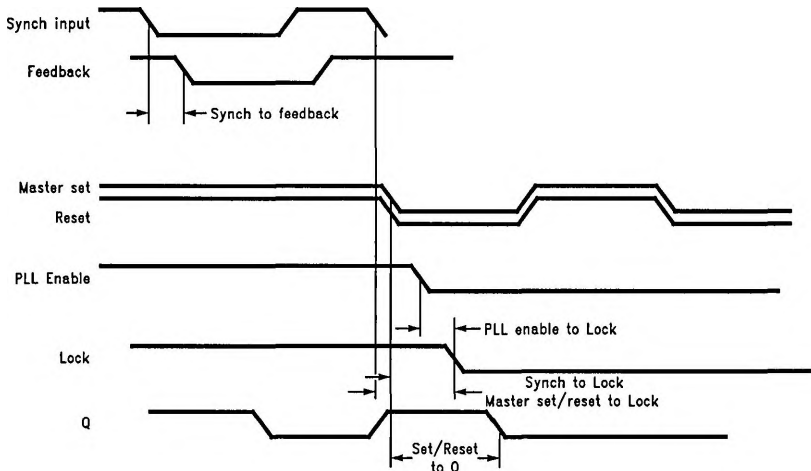 Synch input
Feedback
Synch to feedback
Master set
Reset
PLL Enable
PLL enable to Lock
Lock
Synch to Lock
Master set/reset to Lock
Q
Set/Reset
to Q